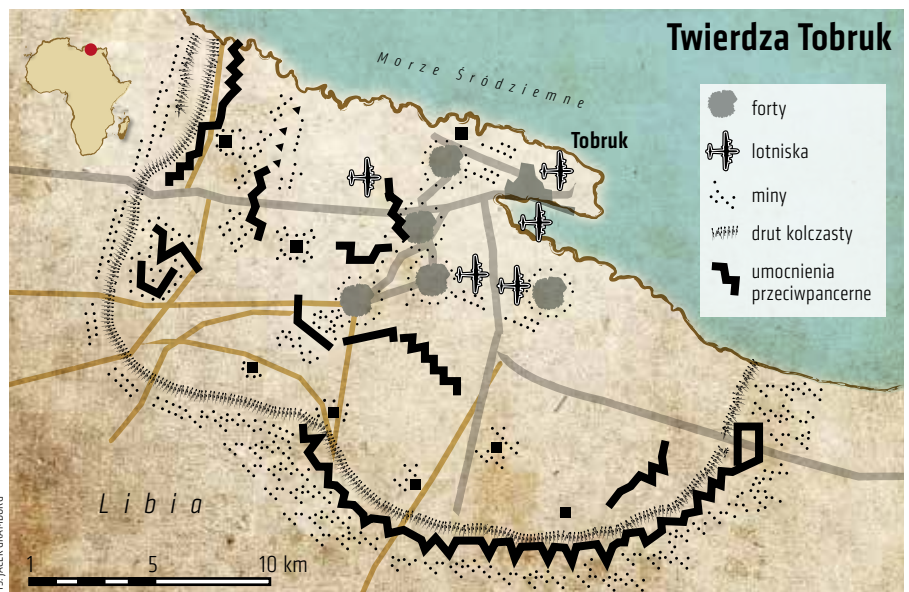 Twierdza Tobruk
Morze Śródziemne
Tobruk
forty
lotniska
miny
drut kolczasty
umocnienia
przeciwpancerne
Libia
1 5 10 km